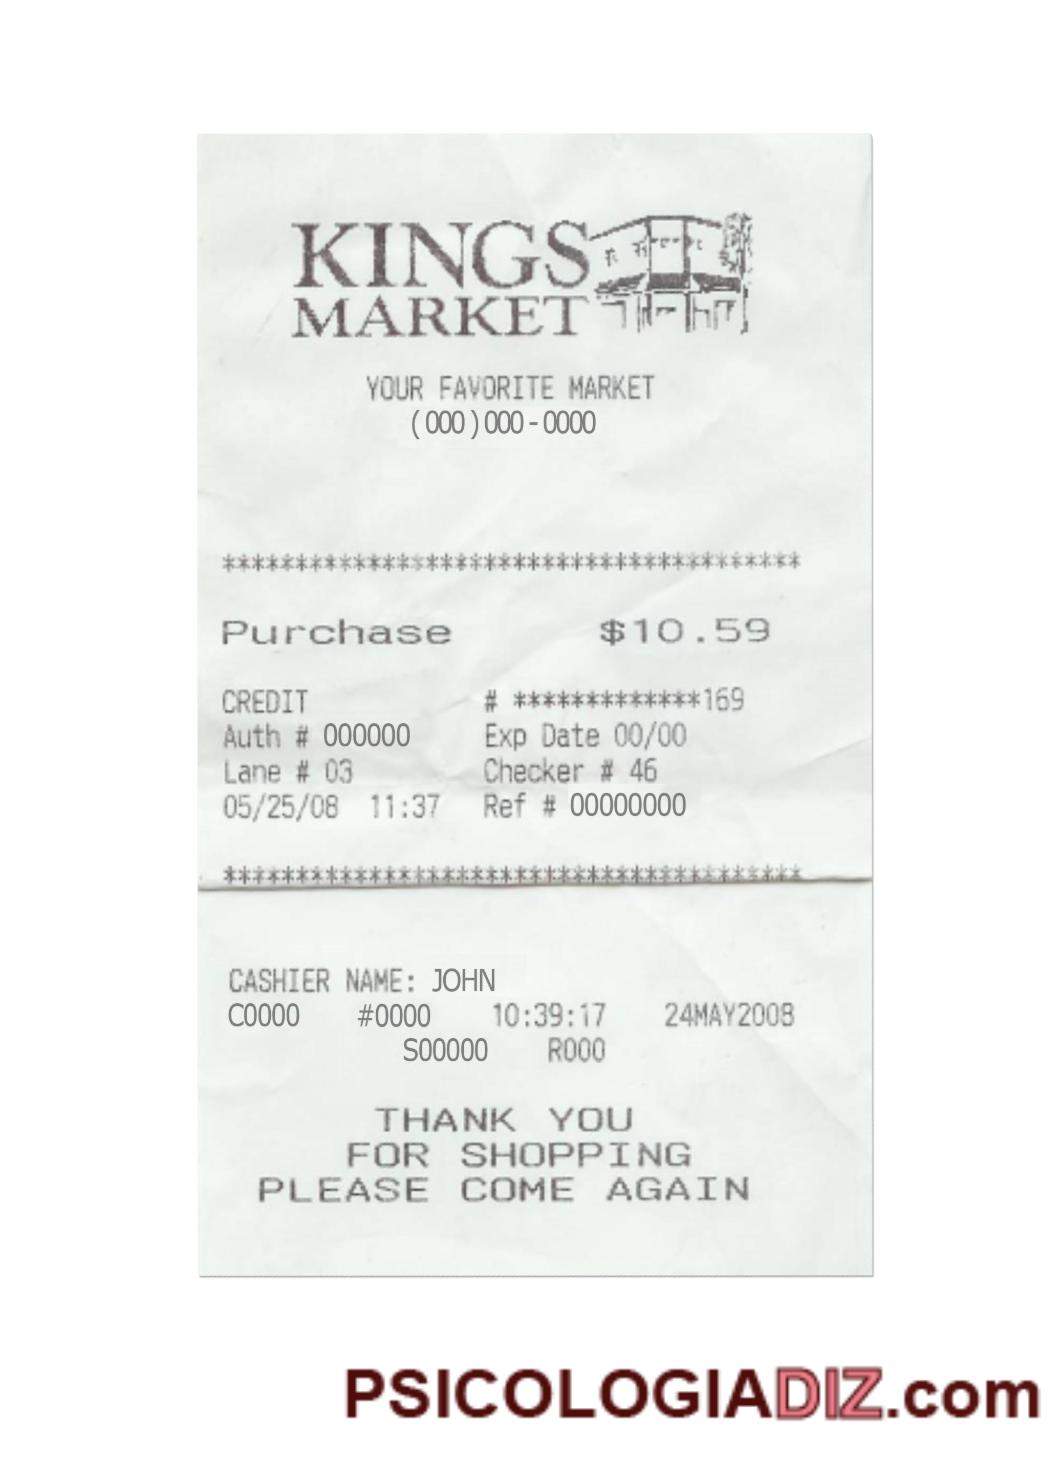 KINGS
MARKET
YOUR FAVORITE MARKET
(000)000-0000
****************************************
Purchase $10.59
CREDIT # *************169
Auth # 000000 Exp Date 00/00
Lane # 03 Checker # 46
05/25/08 11:37 Ref # 00000000
****************************************
CASHIER NAME: JOHN
C0000 #0000 10:39:17 24MAY2008
S00000 R000
THANK YOU
FOR SHOPPING
PLEASE COME AGAIN
PSICOLOGIADIZ.com